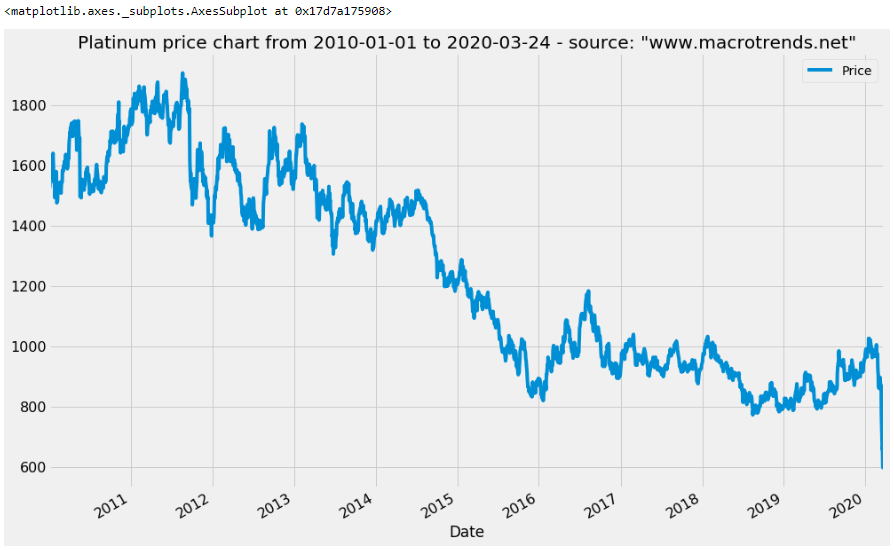 <matplotlib.axes._subplots.AxesSubplot at 0x17d7a175908>
Platinum price chart from 2010-01-01 to 2020-03-24 - source: "www.macrotrends.net"
Price
1800
1600
1400
1200
1000
800
600
2011 2012 2013 2014 2015 2016 2017 2018 2019 2020
Date